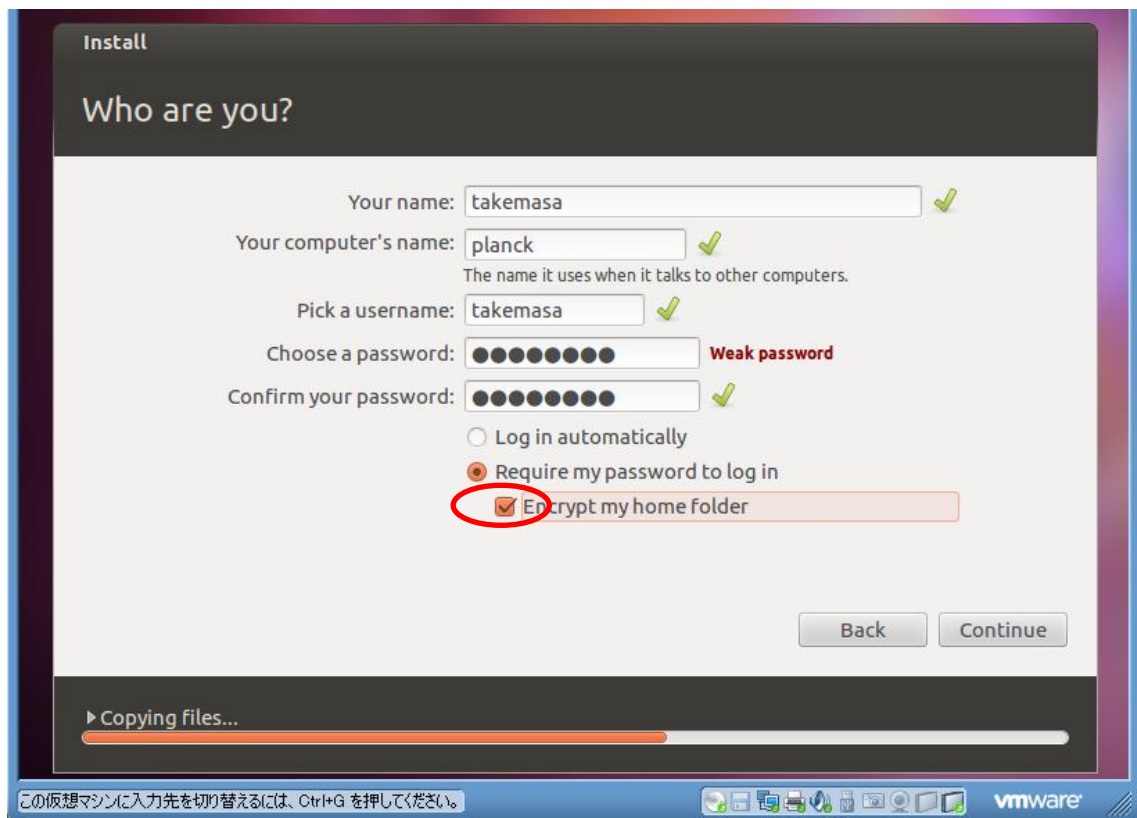 Install
Who are you?
Your name: takemasa
Your computer's name: planck
The name it uses when it talks to other computers.
Pick a username: takemasa
Choose a password: ●●●●●●●● Weak password
Confirm your password: ●●●●●●●●
Log in automatically
Require my password to log in
Encrypt my home folder
Back Continue
Copying files...
この仮想マシンに入力先を切り替えるには、Ctrl+G を押してください。 vmware